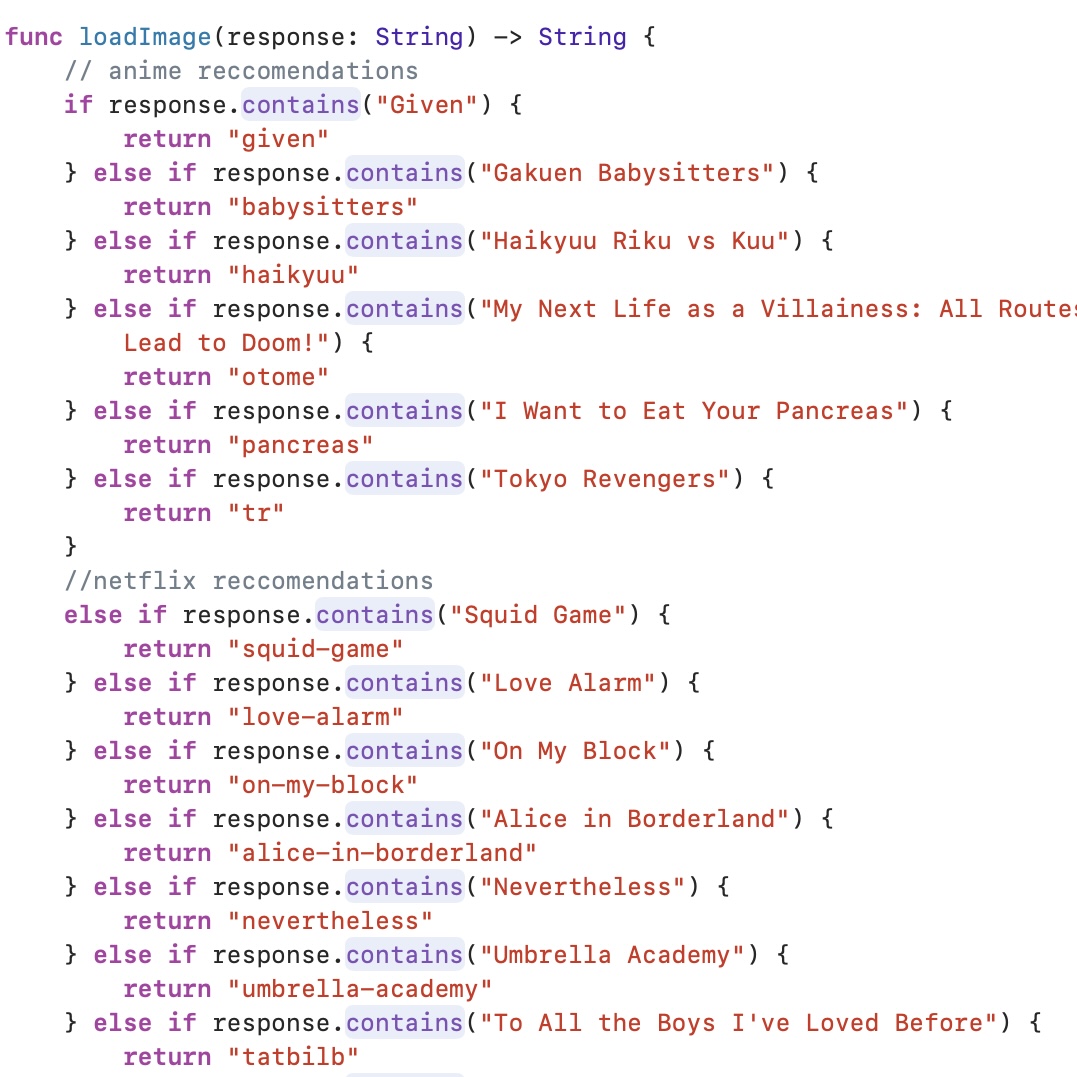 func loadImage(response: String) -> String {
    // anime reccomendations
    if response.contains("Given") {
        return "given"
    } else if response.contains("Gakuen Babysitters") {
        return "babysitters"
    } else if response.contains("Haikyuu Riku vs Kuu") {
        return "haikyuu"
    } else if response.contains("My Next Life as a Villainess: All Routes
        Lead to Doom!") {
        return "otome"
    } else if response.contains("I Want to Eat Your Pancreas") {
        return "pancreas"
    } else if response.contains("Tokyo Revengers") {
        return "tr"
    }
    //netflix reccomendations
    else if response.contains("Squid Game") {
        return "squid-game"
    } else if response.contains("Love Alarm") {
        return "love-alarm"
    } else if response.contains("On My Block") {
        return "on-my-block"
    } else if response.contains("Alice in Borderland") {
        return "alice-in-borderland"
    } else if response.contains("Nevertheless") {
        return "nevertheless"
    } else if response.contains("Umbrella Academy") {
        return "umbrella-academy"
    } else if response.contains("To All the Boys I've Loved Before") {
        return "tatbilb"